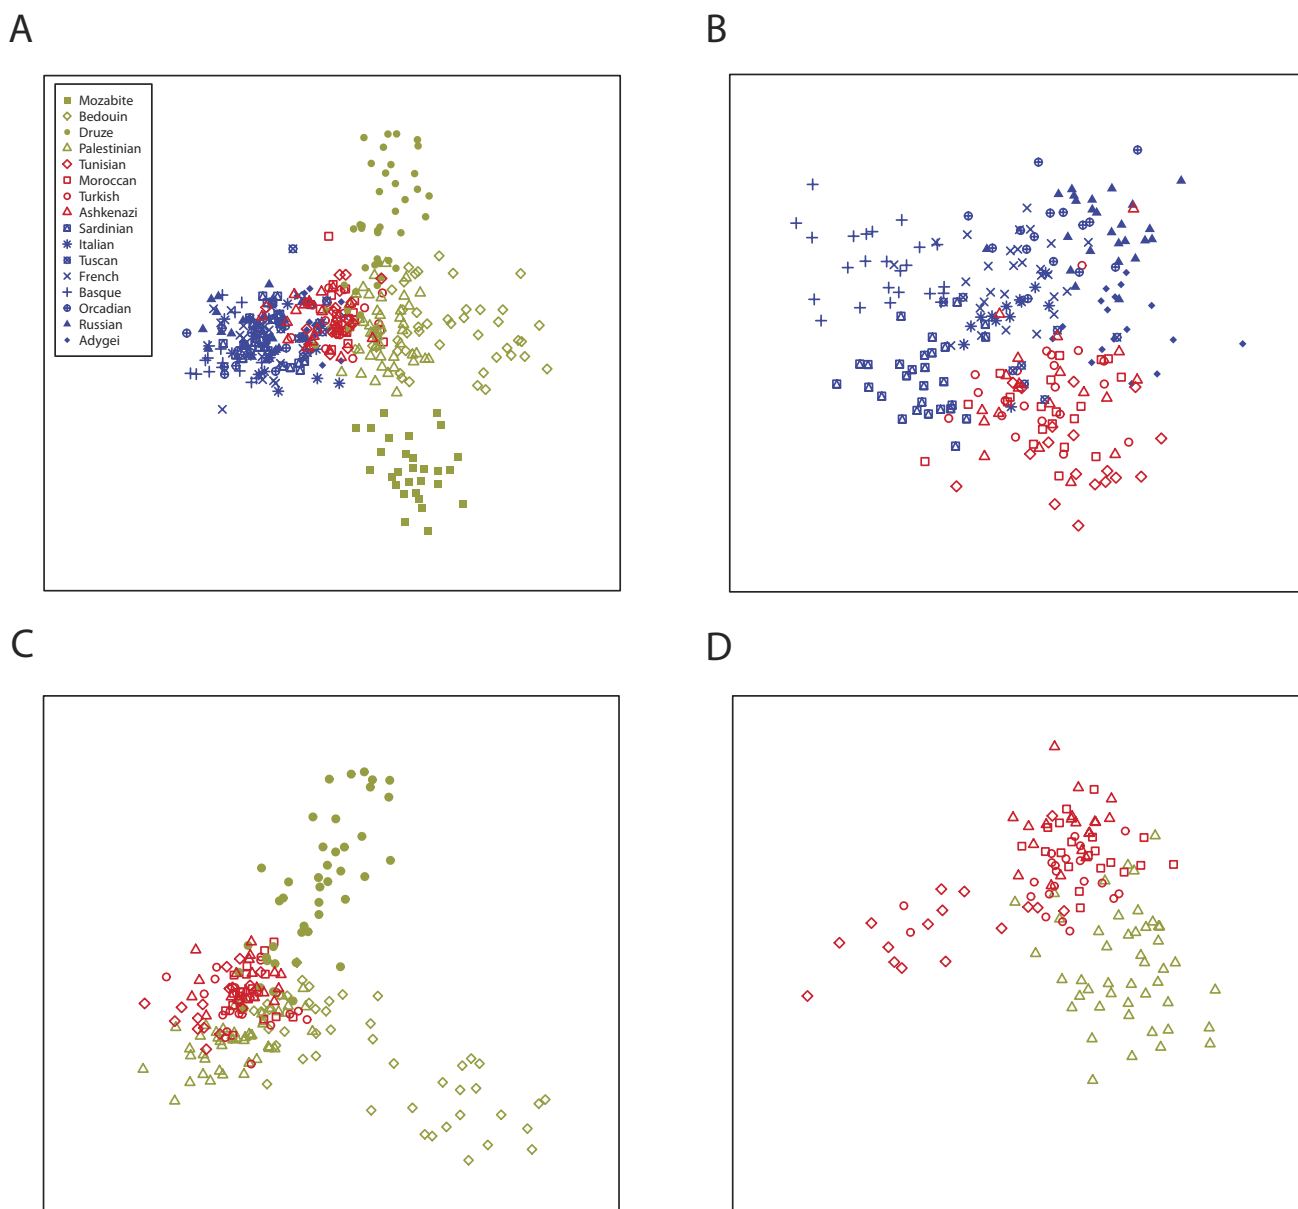 A
B
Mozabite
Bedouin
Druze
Palestinian
Tunisian
Moroccan
Turkish
Ashkenazi
Sardinian
Italian
Tuscan
French
Basque
Orcadian
Russian
Adygei
C
D